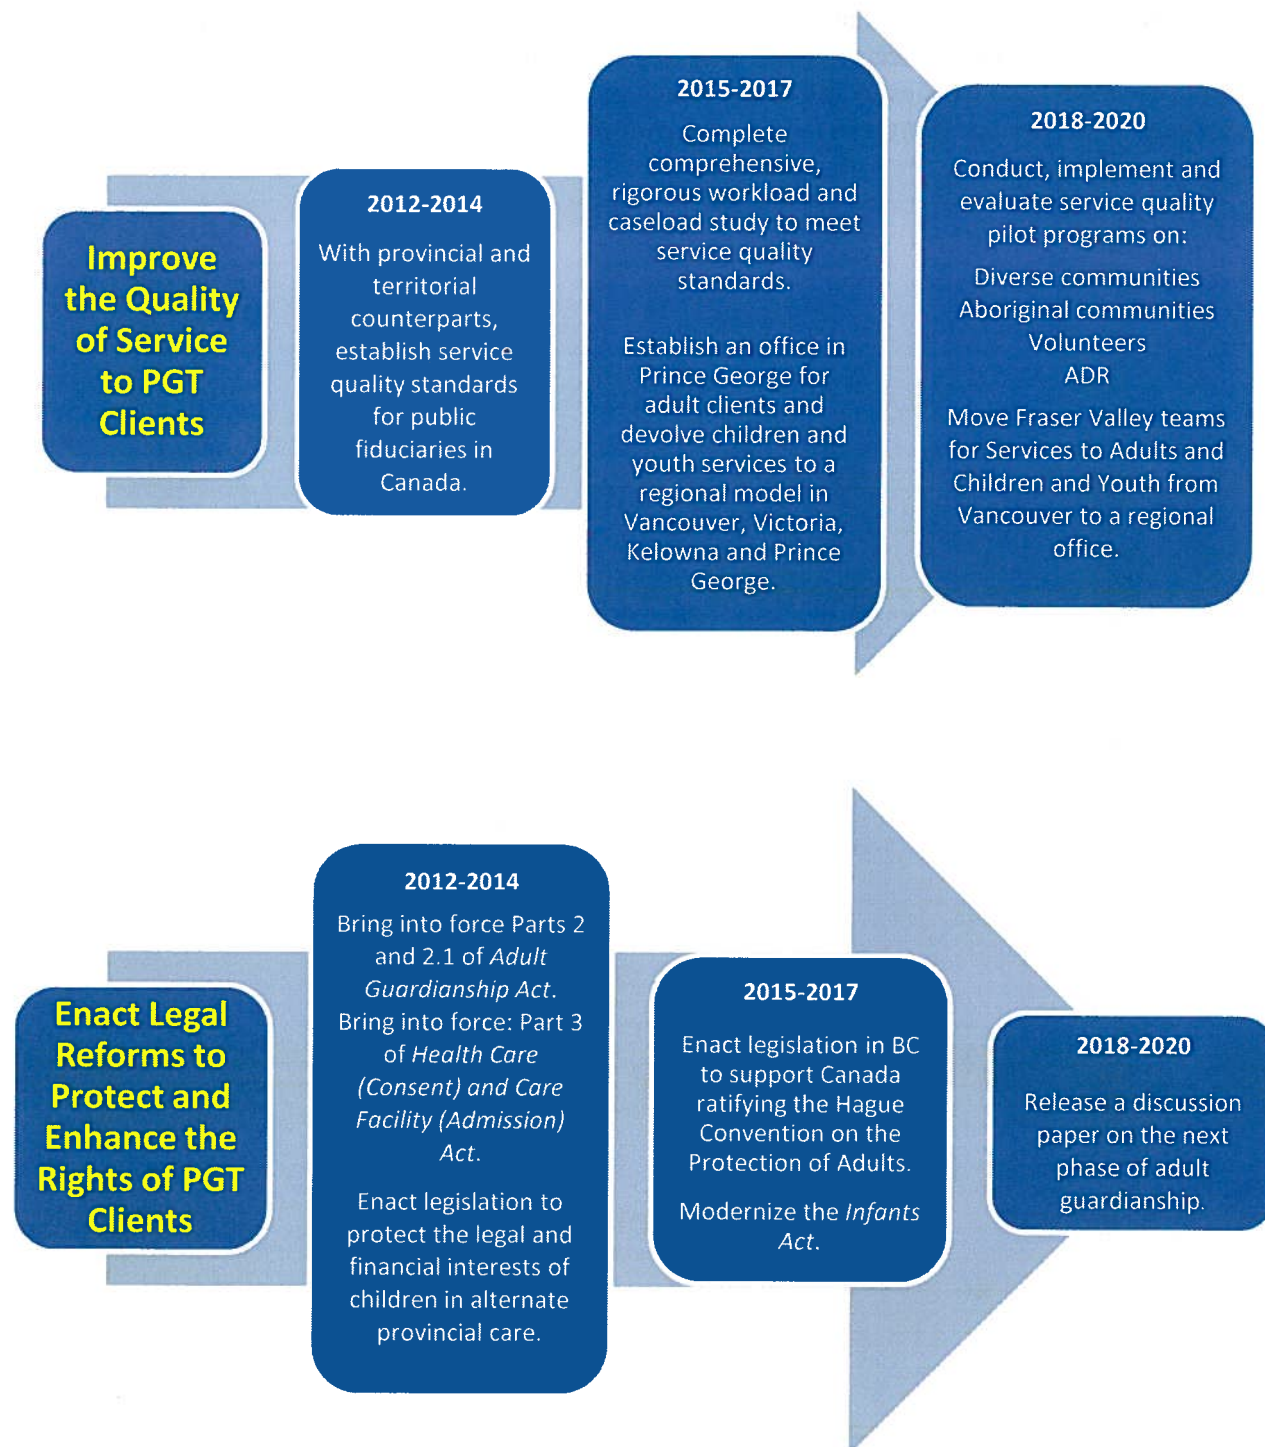 Improve
the Quality
of Service
to PGT
Clients
2012-2014
With provincial and
territorial
counterparts,
establish service
quality standards
for public
fiduciaries in
Canada.
2015-2017
Complete
comprehensive,
rigorous workload and
caseload study to meet
service quality
standards.
Establish an office in
Prince George for
adult clients and
devolve children and
youth services to a
regional model in
Vancouver, Victoria,
Kelowna and Prince
George.
2018-2020
Conduct, implement and
evaluate service quality
pilot programs on:
Diverse communities
Aboriginal communities
Volunteers
ADR
Move Fraser Valley teams
for Services to Adults and
Children and Youth from
Vancouver to a regional
office.
Enact Legal
Reforms to
Protect and
Enhance the
Rights of PGT
Clients
2012-2014
Bring into force Parts 2
and 2.1 of Adult
Guardianship Act.
Bring into force: Part 3
of Health Care
(Consent) and Care
Facility (Admission)
Act.
Enact legislation to
protect the legal and
financial interests of
children in alternate
provincial care.
2015-2017
Enact legislation in BC
to support Canada
ratifying the Hague
Convention on the
Protection of Adults.
Modernize the Infants
Act.
2018-2020
Release a discussion
paper on the next
phase of adult
guardianship.